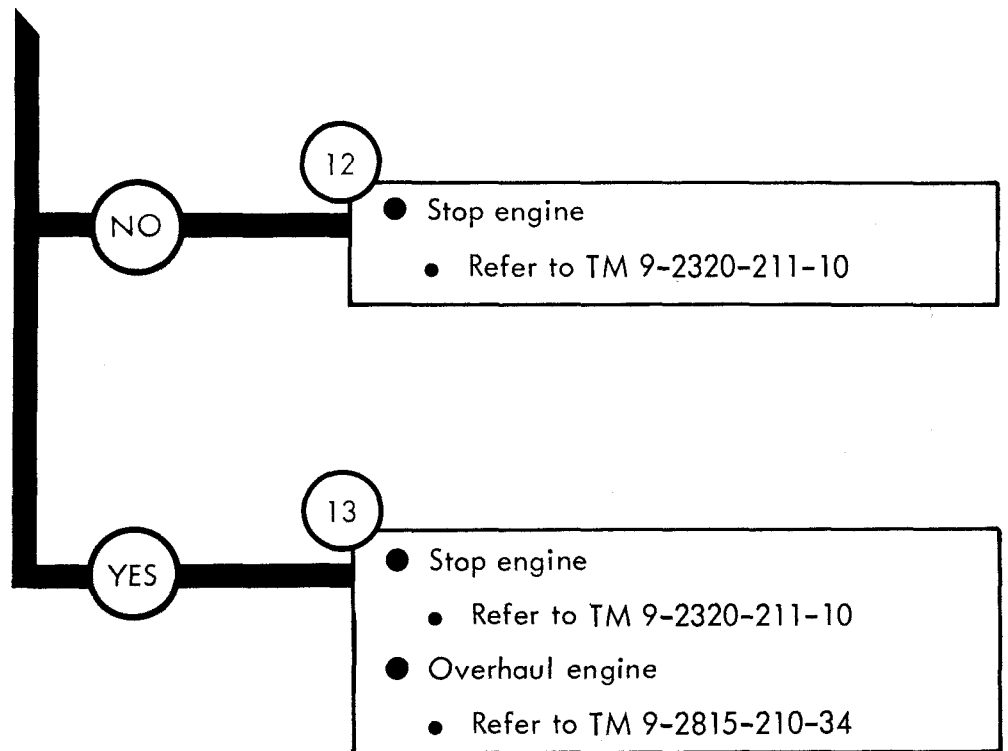 12
NO
● Stop engine
● Refer to TM 9-2320-211-10
13
YES
● Stop engine
● Refer to TM 9-2320-211-10
● Overhaul engine
● Refer to TM 9-2815-210-34